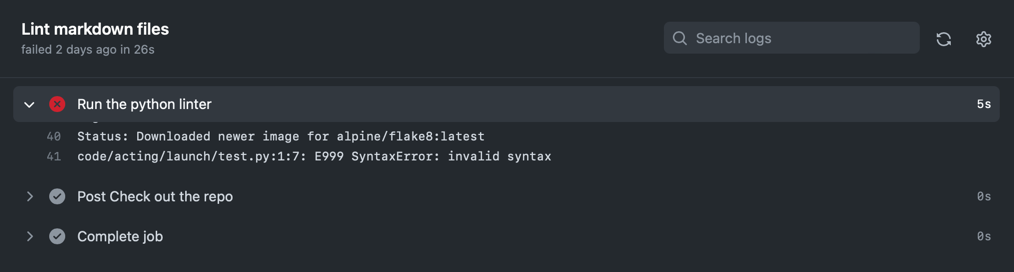 Lint markdown files
failed 2 days ago in 26s
Search logs
Run the python linter 5s
40 Status: Downloaded newer image for alpine/flake8:latest
41 code/acting/launch/test.py:1:7: E999 SyntaxError: invalid syntax
Post Check out the repo 0s
Complete job 0s